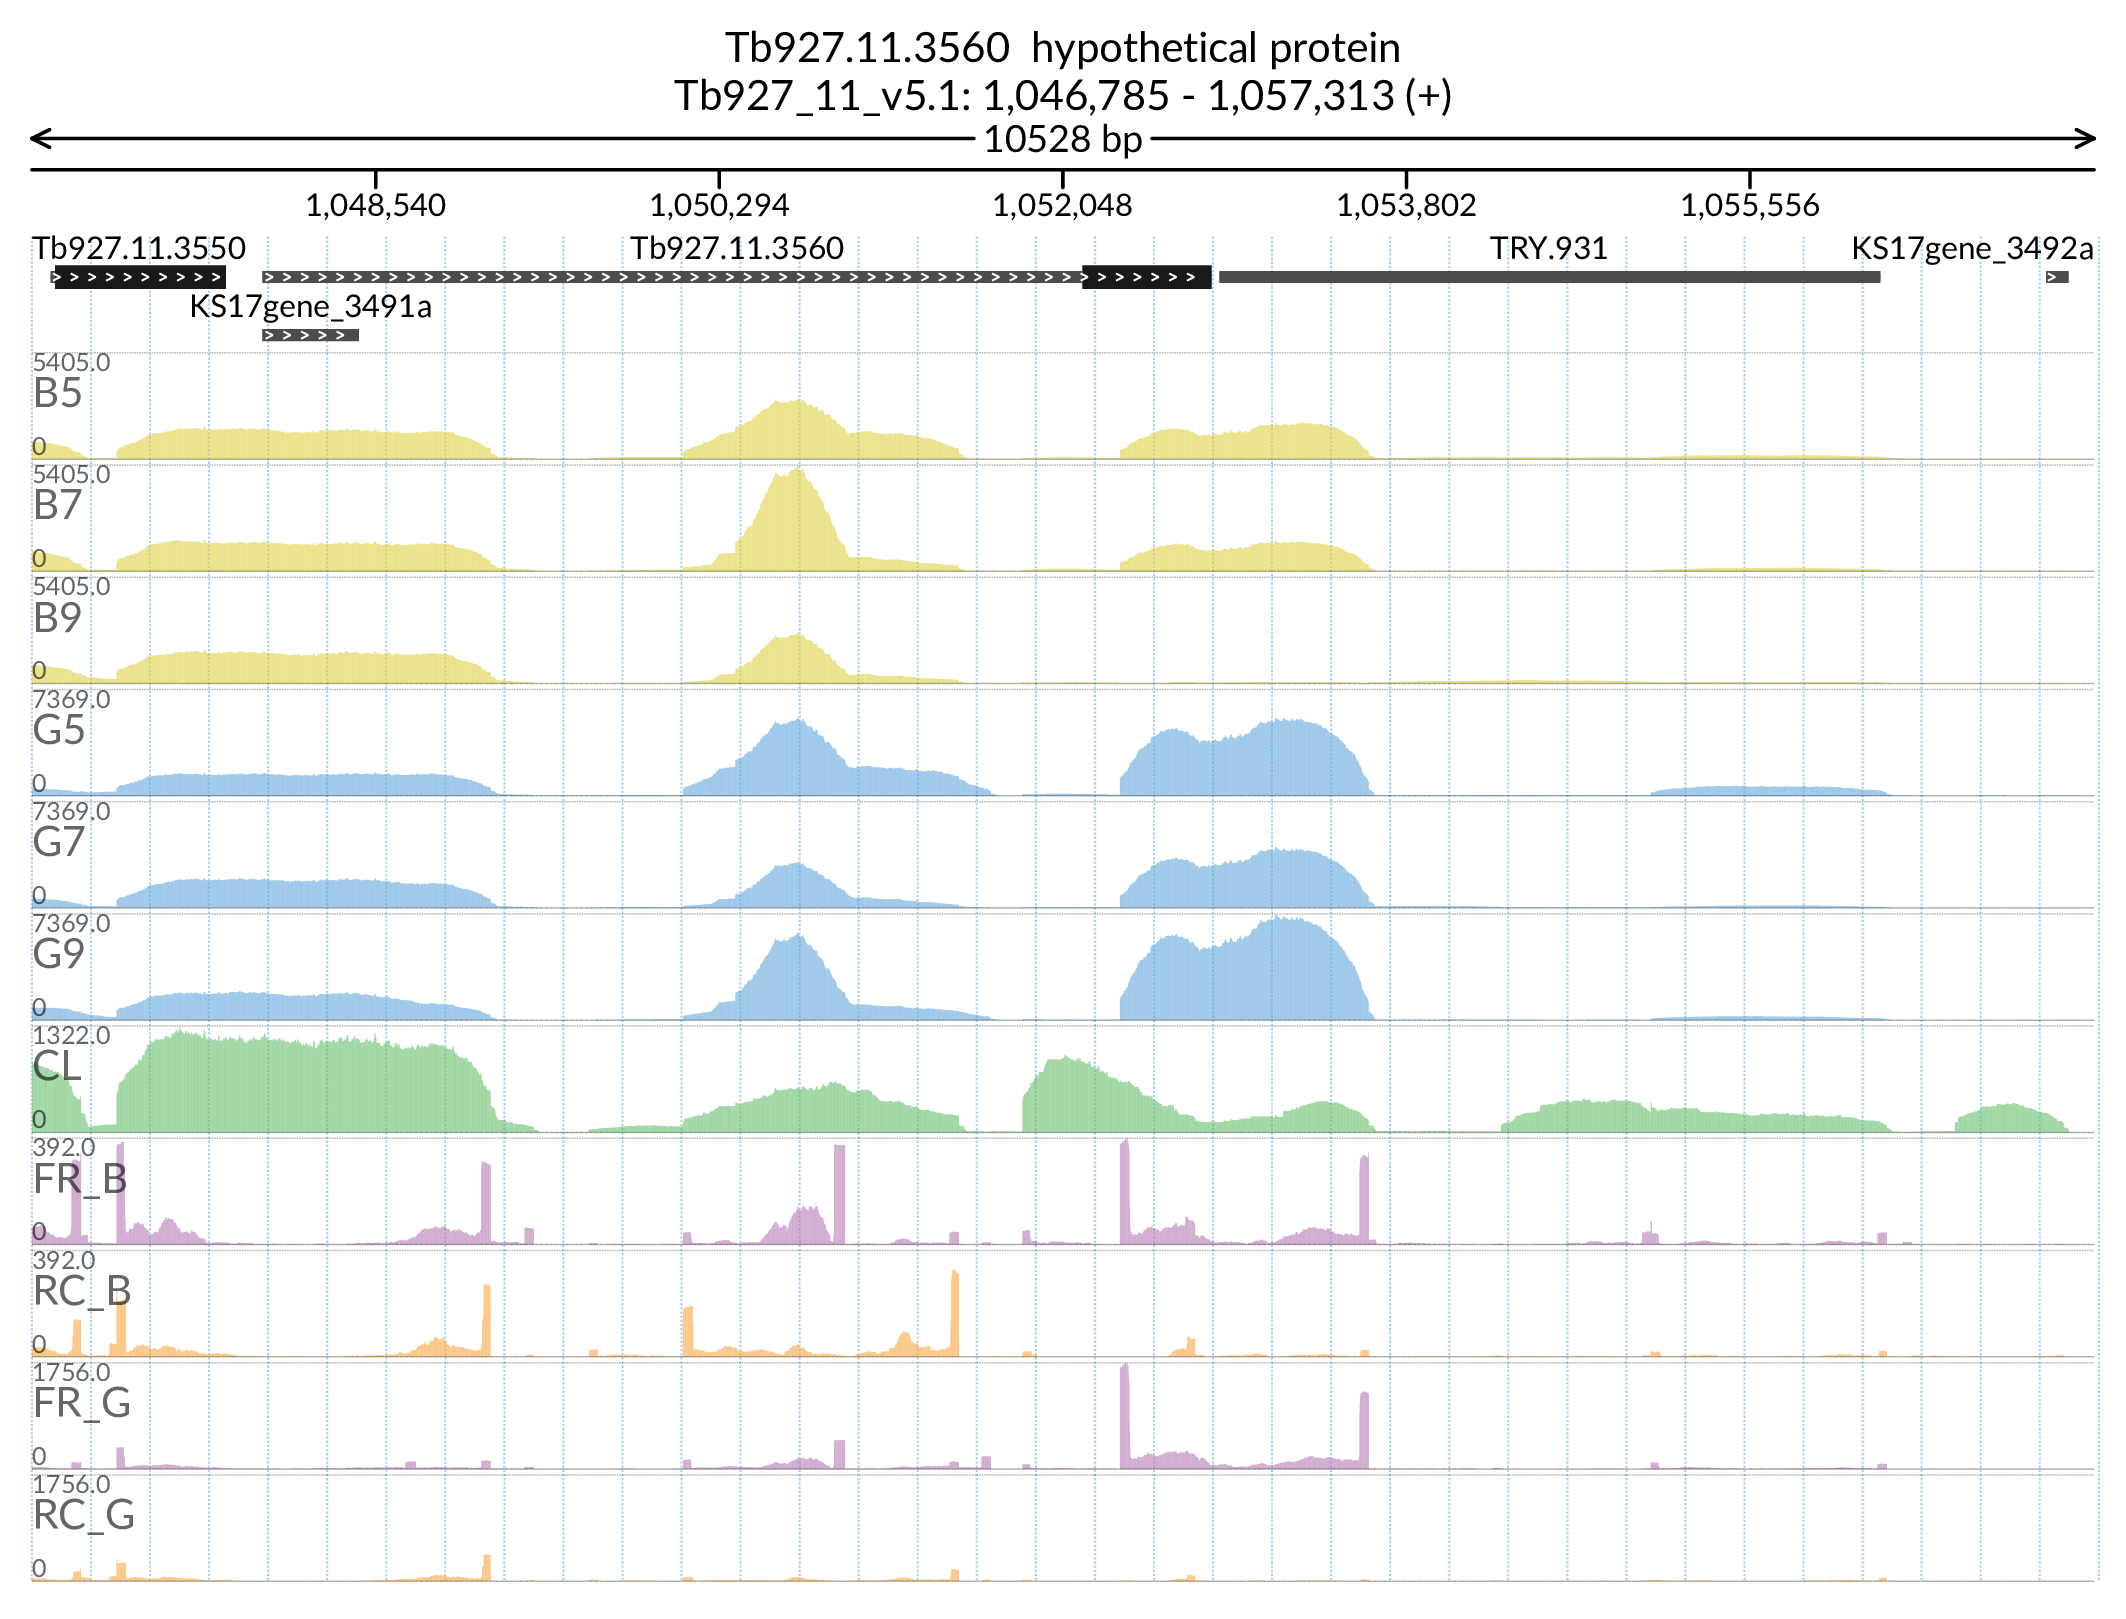 Tb927.11.3560  hypothetical protein
Tb927_11_v5.1: 1,046,785 - 1,057,313 (+)
10528 bp
1,048,540 1,050,294 1,052,048 1,053,802 1,055,556
Tb927.11.3550 Tb927.11.3560 TRY.931 KS17gene_3492a
KS17gene_3491a
5405.0
B5
0
5405.0
B7
0
5405.0
B9
0
7369.0
G5
0
7369.0
G7
0
7369.0
G9
0
1322.0
CL
0
392.0
FR_B
0
392.0
RC_B
0
1756.0
FR_G
0
1756.0
RC_G
0